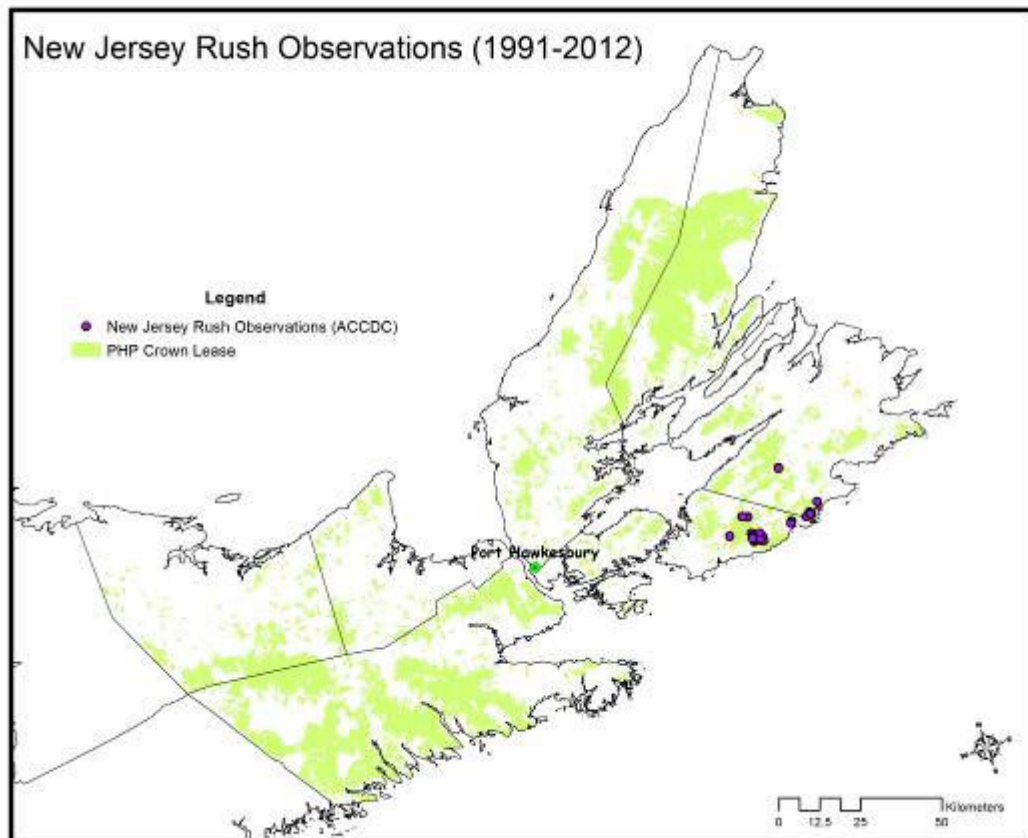 New Jersey Rush Observations (1991-2012)
Legend
New Jersey Rush Observations (ACCDC)
PHP Crown Lease
Port Hawkesbury
Kilometers
0 12.5 25 50